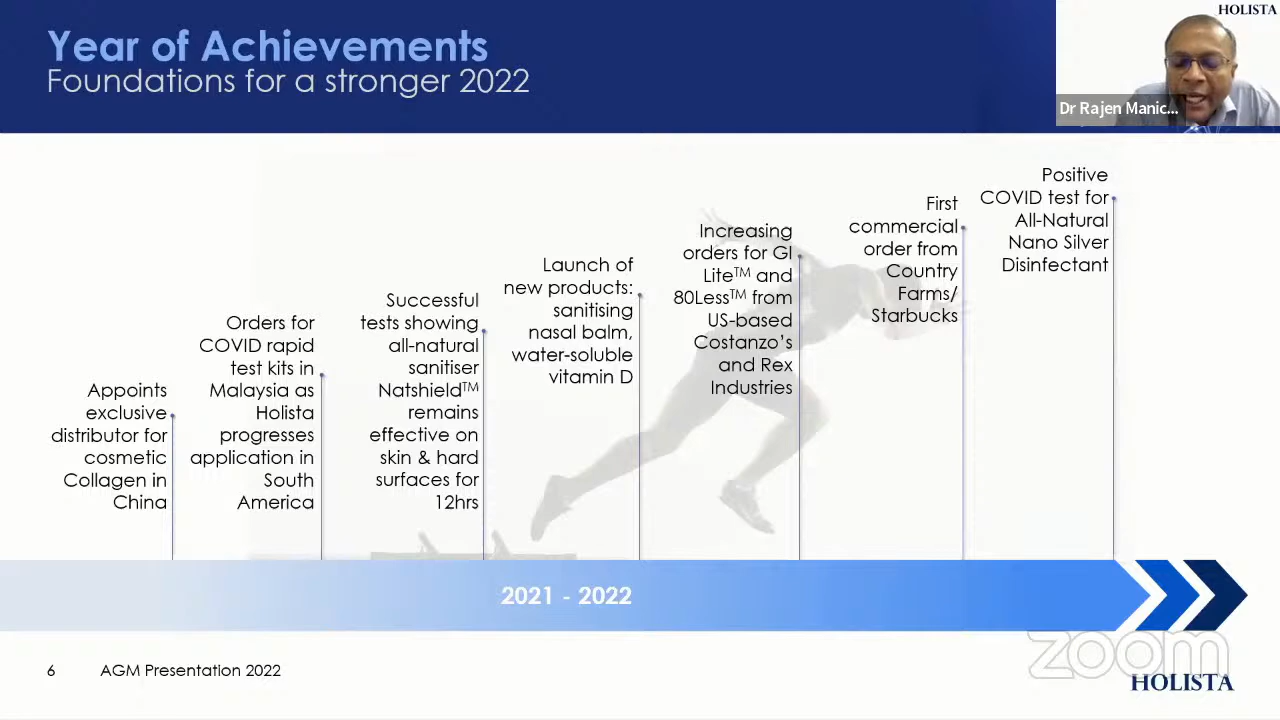 Year of Achievements
Foundations for a stronger 2022
HOLISTA
Dr Rajen Manic...
Appoints
exclusive
distributor for
cosmetic
Collagen in
China
Orders for
COVID rapid
test kits in
Malaysia as
Holista
progresses
application in
South
America
Successful
tests showing
all-natural
sanitiser
Natshield™
remains
effective on
skin & hard
surfaces for
12hrs
Launch of
new products:
sanitising
nasal balm,
water-soluble
vitamin D
Increasing
orders for GI
Lite™ and
80Less™ from
US-based
Costanzo's
and Rex
Industries
First
commercial
order from
Country
Farms/
Starbucks
Positive
COVID test for
All-Natural
Nano Silver
Disinfectant
2021 - 2022
6 AGM Presentation 2022
zoom
HOLISTA